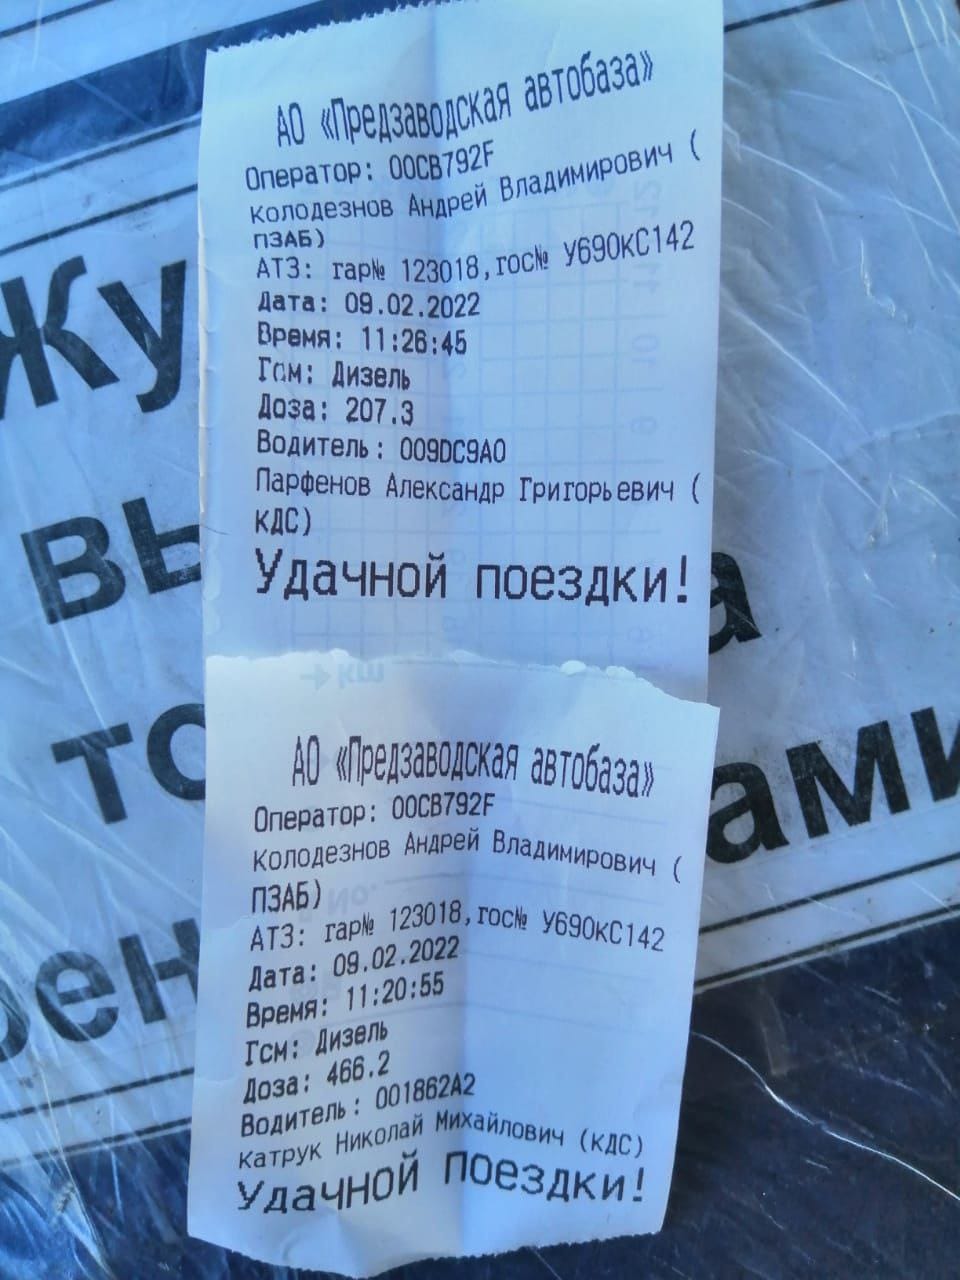 АО «Предзаводская автобаза»
Оператор: 00CB792F
Колодезнов Андрей Владимирович (
ПЗАБ)
АТЗ: гар№ 123018,гос№ У690кС142
Дата: 09.02.2022
Время: 11:26:45
Гсм: Дизель
Доза: 207.3
Водитель: 009DC9A0
Парфенов Александр Григорьевич (
КДС)
Удачной поездки!
km
АО «Предзаводская автобаза»
Оператор: 00CB792F
Колодезнов Андрей Владимирович (
ПЗАБ)
АТЗ: гар№ 123018,гос№ У690кС142
Дата: 09.02.2022
Время: 11:20:55
Гсм: Дизель
Доза: 466.2
Водитель: 001862A2
Катрук Николай Михайлович (КДС)
Удачной поездки!